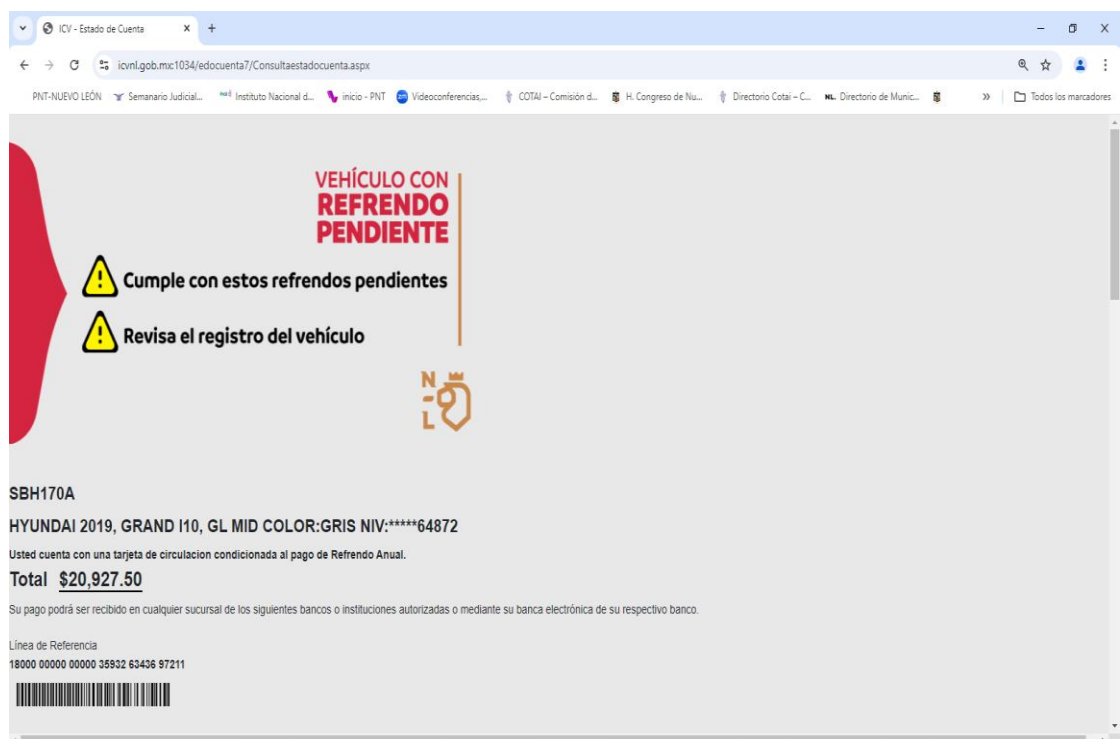 ICV - Estado de Cuenta
icvnl.gob.mx:1034/edocuenta7/Consultaestadocuenta.aspx
PNT-NUEVO LEÓN Semanario Judicial... Instituto Nacional d... inicio - PNT Videoconferencias,... COTAI – Comisión d... H. Congreso de Nu... Directorio Cotai – C... NL. Directorio de Munic... » Todos los marcadores
VEHÍCULO CON
REFRENDO
PENDIENTE
Cumple con estos refrendos pendientes
Revisa el registro del vehículo
N
L
SBH170A
HYUNDAI 2019, GRAND I10, GL MID COLOR:GRIS NIV:*****64872
Usted cuenta con una tarjeta de circulacion condicionada al pago de Refrendo Anual.
Total $20,927.50
Su pago podrá ser recibido en cualquier sucursal de los siguientes bancos o instituciones autorizadas o mediante su banca electrónica de su respectivo banco.
Línea de Referencia
18000 00000 00000 35932 63436 97211